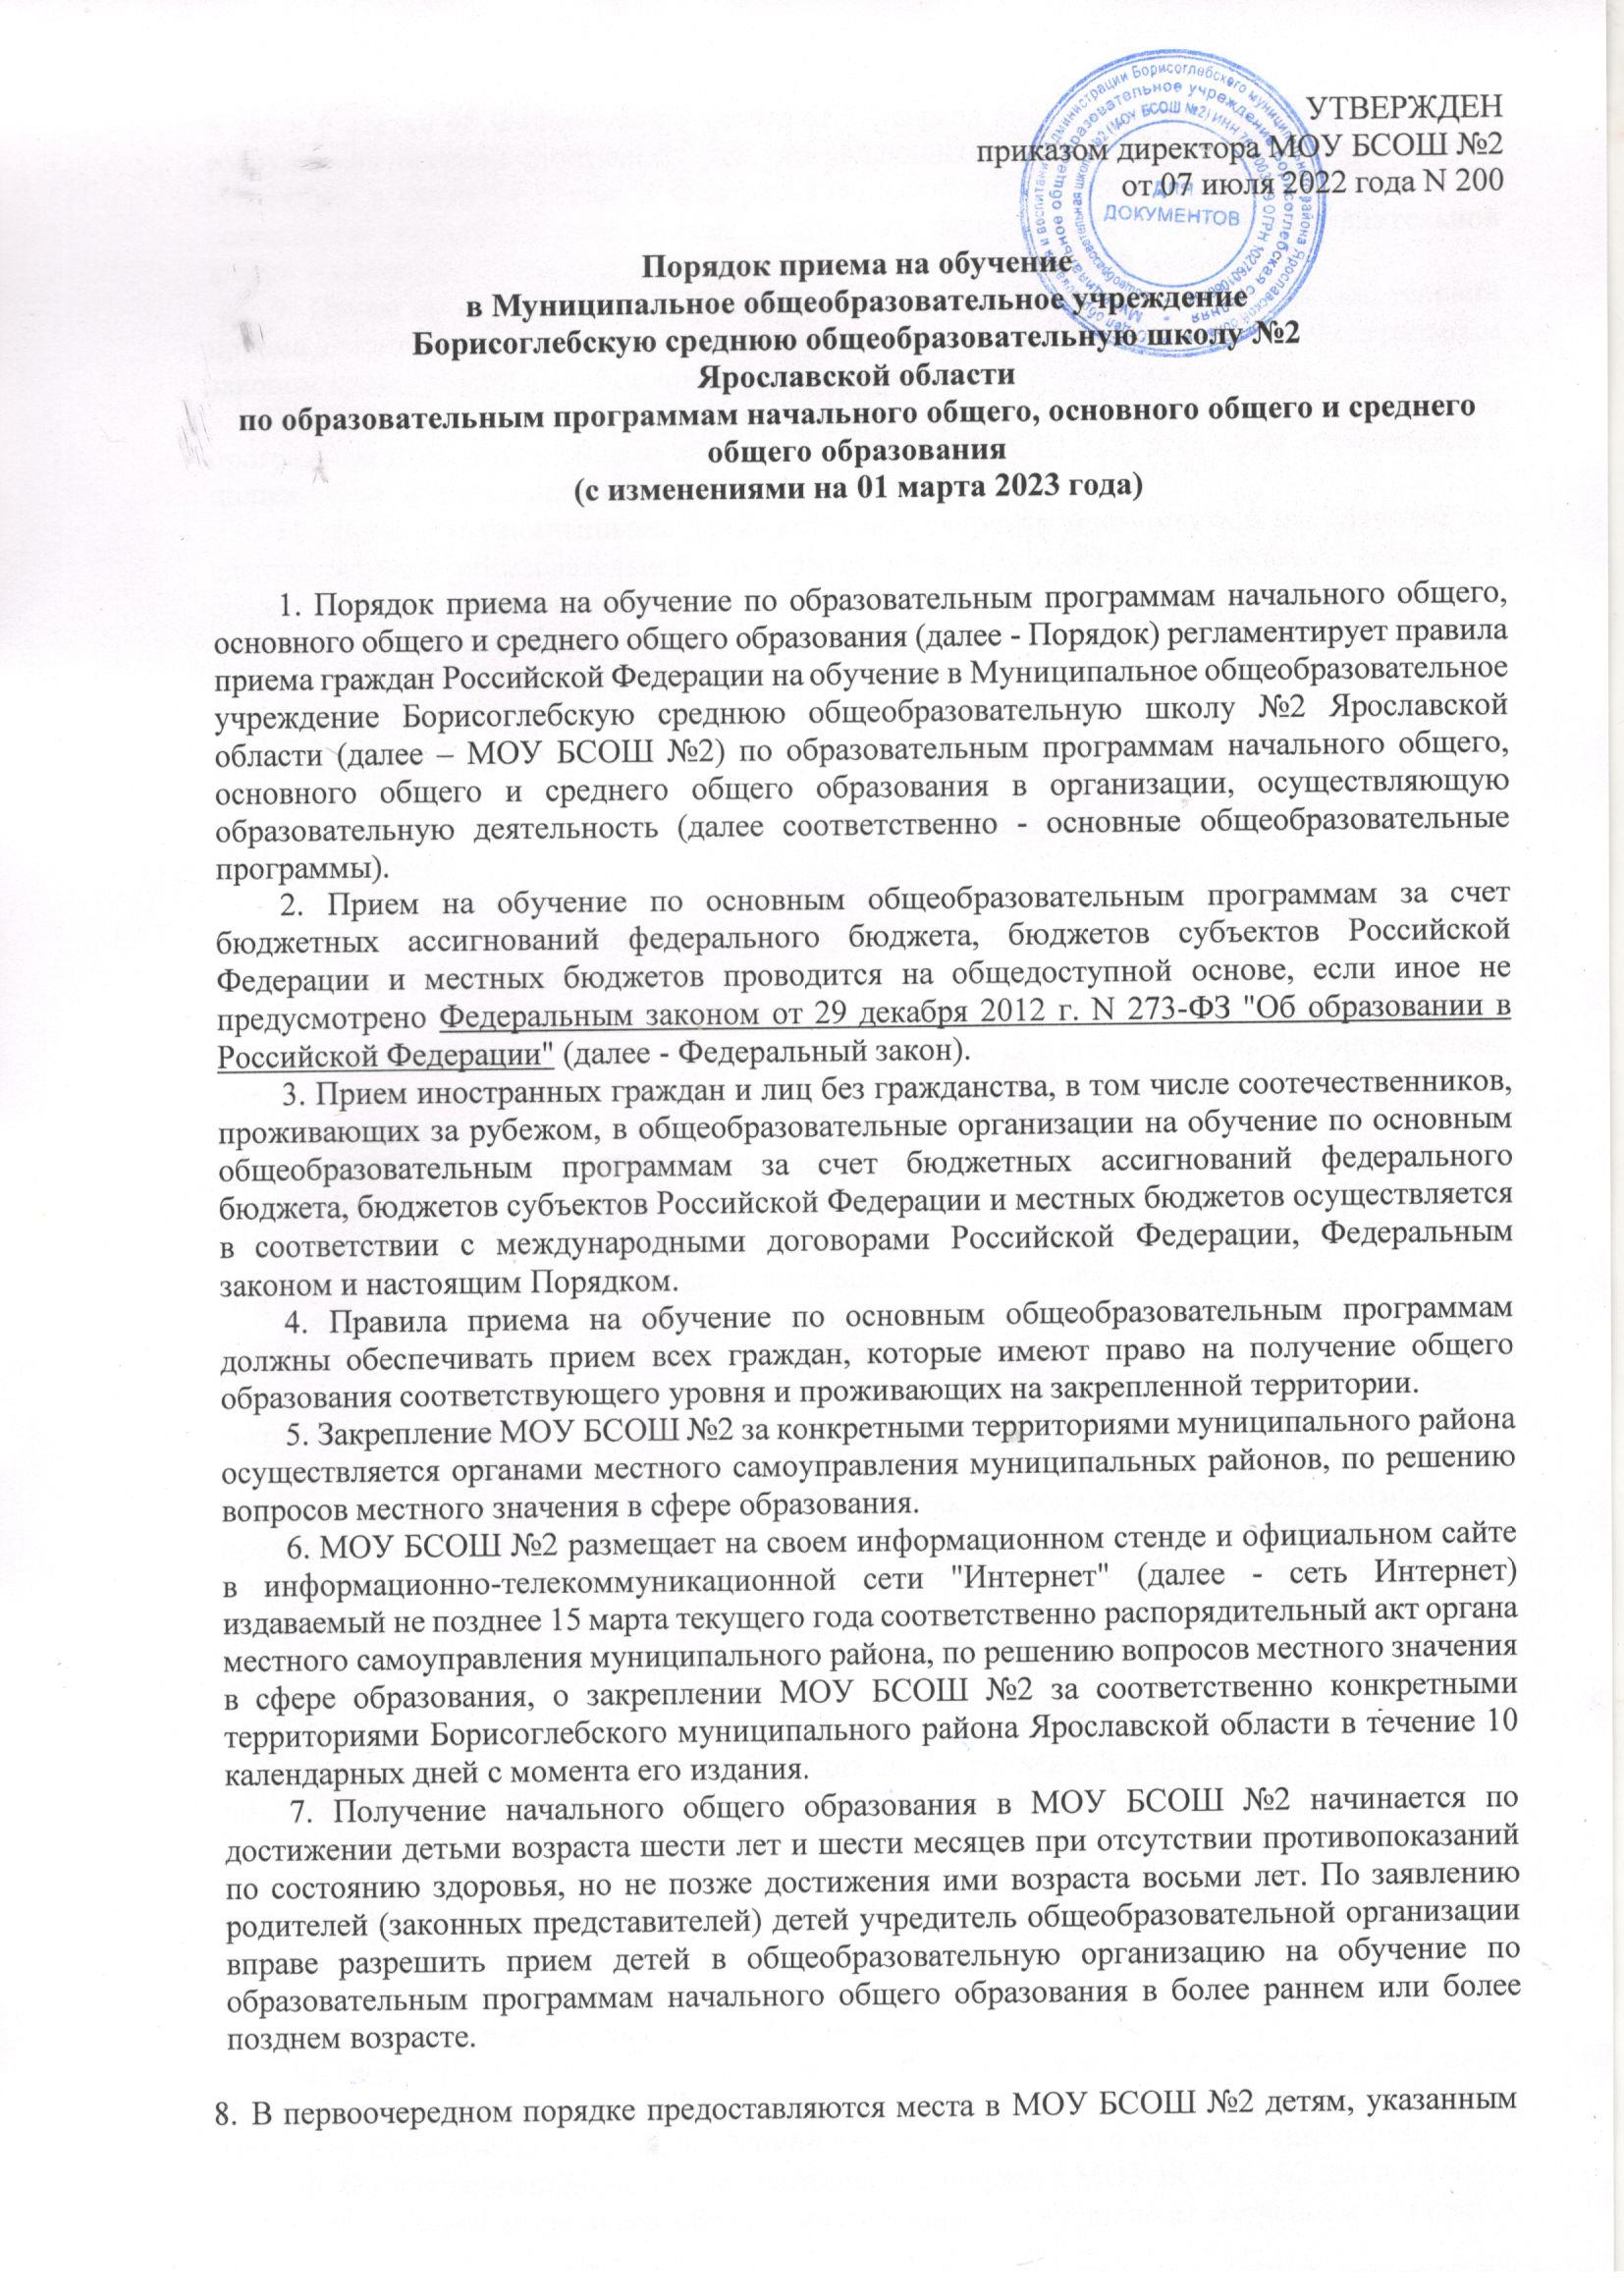 УТВЕРЖДЕН
приказом директора МОУ БСОШ №2
от 07 июля 2022 года N 200
ДЛЯ
ДОКУМЕНТОВ
Порядок приема на обучение
в Муниципальное общеобразовательное учреждение
Борисоглебскую среднюю общеобразовательную школу №2
Ярославской области
по образовательным программам начального общего, основного общего и среднего
общего образования
(с изменениями на 01 марта 2023 года)
1. Порядок приема на обучение по образовательным программам начального общего,
основного общего и среднего общего образования (далее - Порядок) регламентирует правила
приема граждан Российской Федерации на обучение в Муниципальное общеобразовательное
учреждение Борисоглебскую среднюю общеобразовательную школу №2 Ярославской
области (далее – МОУ БСОШ №2) по образовательным программам начального общего,
основного общего и среднего общего образования в организации, осуществляющую
образовательную деятельность (далее соответственно - основные общеобразовательные
программы).
2. Прием на обучение по основным общеобразовательным программам за счет
бюджетных ассигнований федерального бюджета, бюджетов субъектов Российской
Федерации и местных бюджетов проводится на общедоступной основе, если иное не
предусмотрено Федеральным законом от 29 декабря 2012 г. N 273-ФЗ "Об образовании в
Российской Федерации" (далее - Федеральный закон).
3. Прием иностранных граждан и лиц без гражданства, в том числе соотечественников,
проживающих за рубежом, в общеобразовательные организации на обучение по основным
общеобразовательным программам за счет бюджетных ассигнований федерального
бюджета, бюджетов субъектов Российской Федерации и местных бюджетов осуществляется
в соответствии с международными договорами Российской Федерации, Федеральным
законом и настоящим Порядком.
4. Правила приема на обучение по основным общеобразовательным программам
должны обеспечивать прием всех граждан, которые имеют право на получение общего
образования соответствующего уровня и проживающих на закрепленной территории.
5. Закрепление МОУ БСОШ №2 за конкретными территориями муниципального района
осуществляется органами местного самоуправления муниципальных районов, по решению
вопросов местного значения в сфере образования.
6. МОУ БСОШ №2 размещает на своем информационном стенде и официальном сайте
в информационно-телекоммуникационной сети "Интернет" (далее - сеть Интернет)
издаваемый не позднее 15 марта текущего года соответственно распорядительный акт органа
местного самоуправления муниципального района, по решению вопросов местного значения
в сфере образования, о закреплении МОУ БСОШ №2 за соответственно конкретными
территориями Борисоглебского муниципального района Ярославской области в течение 10
календарных дней с момента его издания.
7. Получение начального общего образования в МОУ БСОШ №2 начинается по
достижении детьми возраста шести лет и шести месяцев при отсутствии противопоказаний
по состоянию здоровья, но не позже достижения ими возраста восьми лет. По заявлению
родителей (законных представителей) детей учредитель общеобразовательной организации
вправе разрешить прием детей в общеобразовательную организацию на обучение по
образовательным программам начального общего образования в более раннем или более
позднем возрасте.
8. В первоочередном порядке предоставляются места в МОУ БСОШ №2 детям, указанным